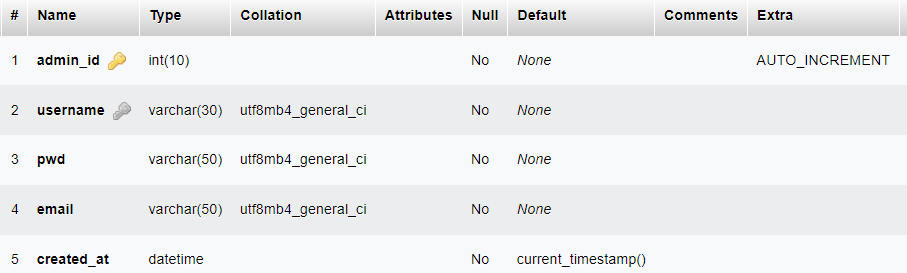 # Name Type Collation Attributes Null Default Comments Extra
1 admin_id int(10) No None AUTO_INCREMENT
2 username varchar(30) utf8mb4_general_ci No None
3 pwd varchar(50) utf8mb4_general_ci No None
4 email varchar(50) utf8mb4_general_ci No None
5 created_at datetime No current_timestamp()